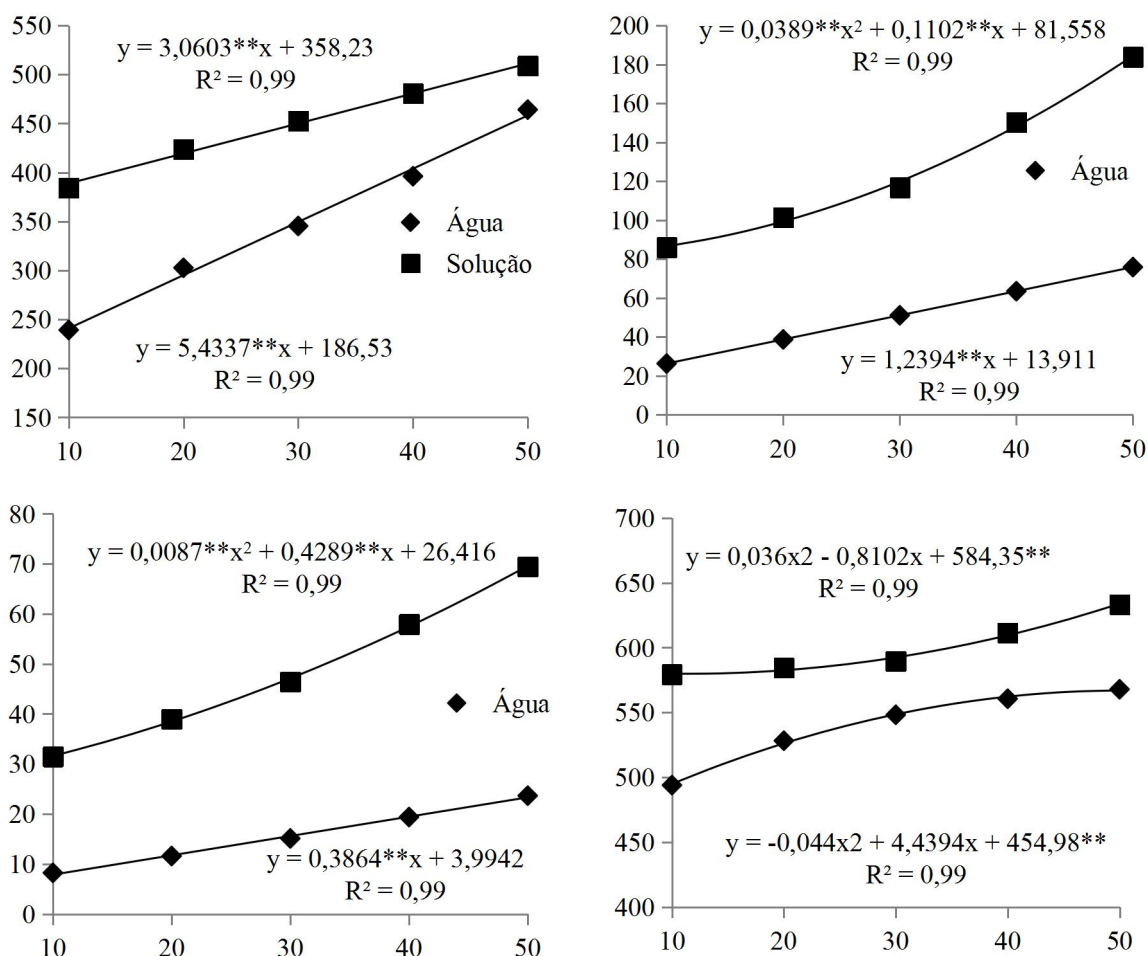 550
500
450
400
350
300
250
200
150
y = 3,0603**x + 358,23
R² = 0,99
Água
Solução
y = 5,4337**x + 186,53
R² = 0,99
10 20 30 40 50
200
180
160
140
120
100
80
60
40
20
0
y = 0,0389**x² + 0,1102**x + 81,558
R² = 0,99
Água
y = 1,2394**x + 13,911
R² = 0,99
10 20 30 40 50
80
70
60
50
40
30
20
10
0
y = 0,0087**x² + 0,4289**x + 26,416
R² = 0,99
Água
y = 0,3864**x + 3,9942
R² = 0,99
10 20 30 40 50
700
650
600
550
500
450
400
y = 0,036x2 - 0,8102x + 584,35**
R² = 0,99
y = -0,044x2 + 4,4394x + 454,98**
R² = 0,99
10 20 30 40 50